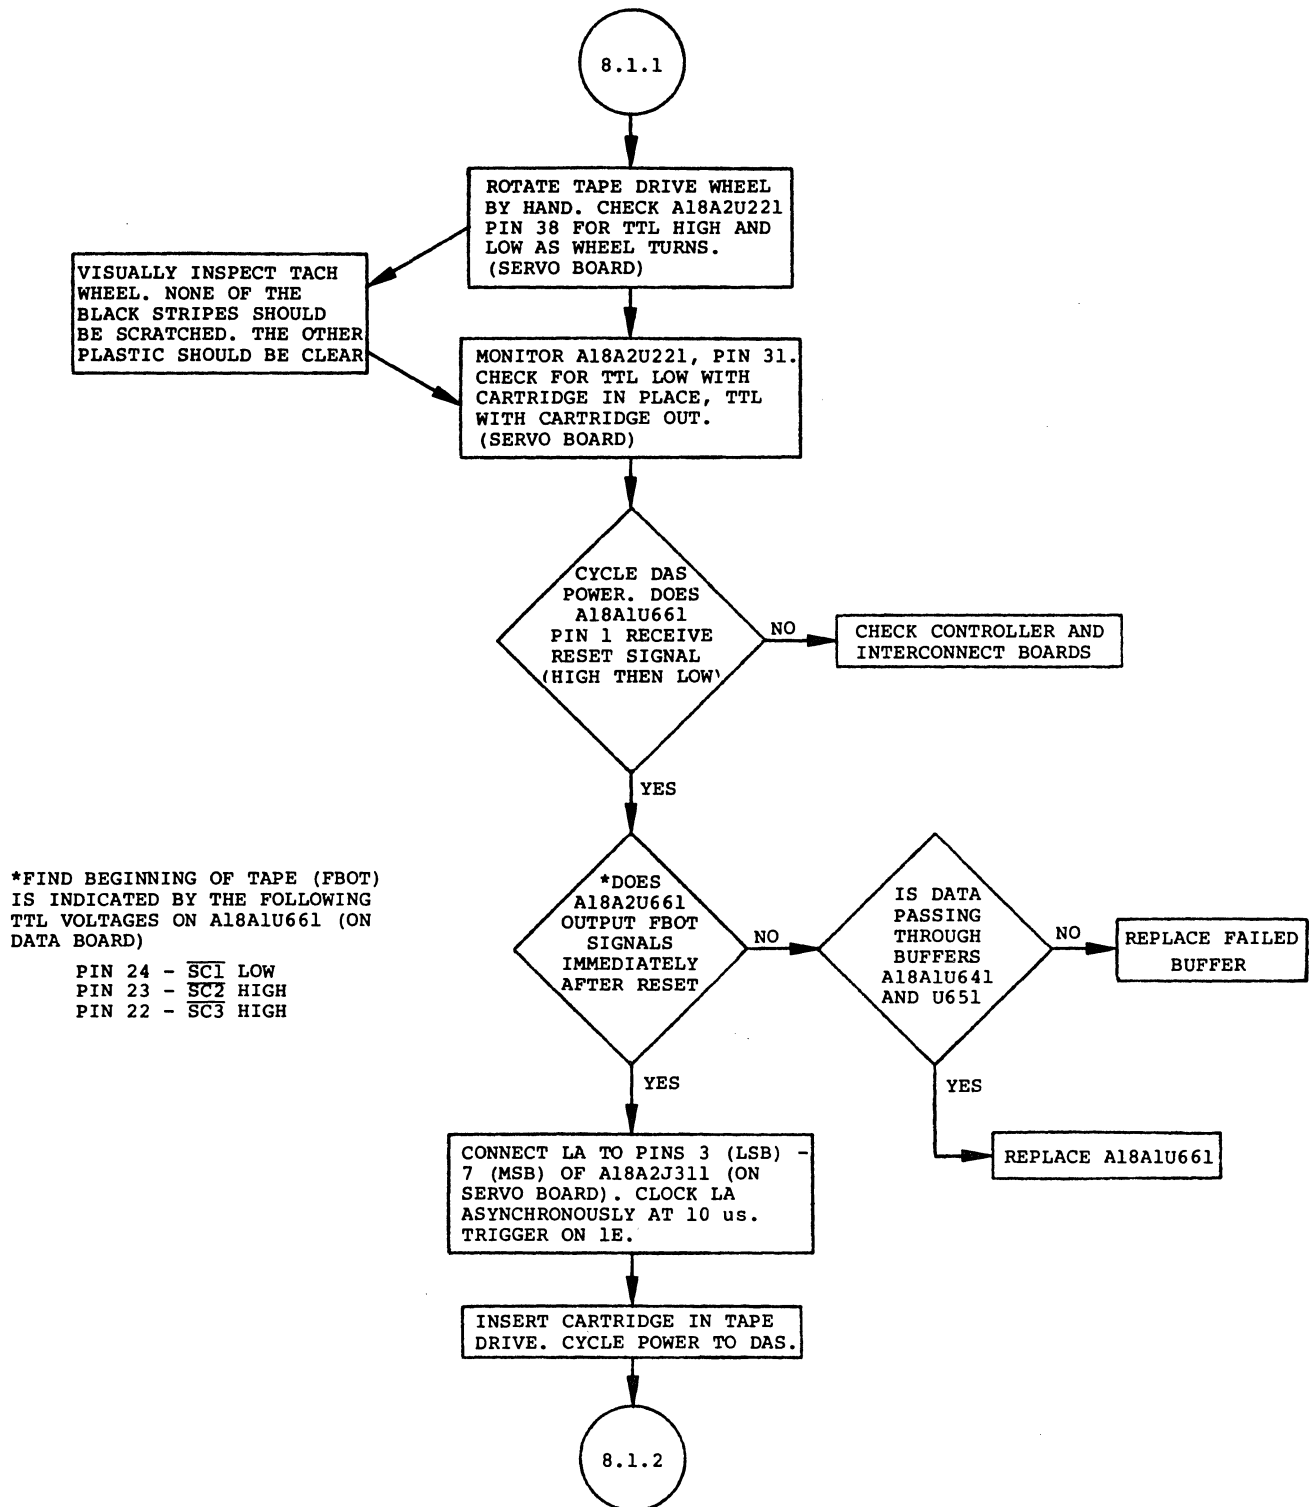 8.1.1
ROTATE TAPE DRIVE WHEEL
BY HAND. CHECK A18A2U221
PIN 38 FOR TTL HIGH AND
LOW AS WHEEL TURNS.
(SERVO BOARD)
VISUALLY INSPECT TACH
WHEEL. NONE OF THE
BLACK STRIPES SHOULD
BE SCRATCHED. THE OTHER
PLASTIC SHOULD BE CLEAR
MONITOR A18A2U221, PIN 31.
CHECK FOR TTL LOW WITH
CARTRIDGE IN PLACE, TTL
WITH CARTRIDGE OUT.
(SERVO BOARD)
CYCLE DAS
POWER. DOES
A18A1U661
PIN 1 RECEIVE
RESET SIGNAL
(HIGH THEN LOW)
NO
CHECK CONTROLLER AND
INTERCONNECT BOARDS
YES
*FIND BEGINNING OF TAPE (FBOT)
IS INDICATED BY THE FOLLOWING
TTL VOLTAGES ON A18A1U661 (ON
DATA BOARD)
PIN 24 - S̅C̅1̅ LOW
PIN 23 - S̅C̅2̅ HIGH
PIN 22 - S̅C̅3̅ HIGH
*DOES
A18A2U661
OUTPUT FBOT
SIGNALS
IMMEDIATELY
AFTER RESET
NO
IS DATA
PASSING
THROUGH
BUFFERS
A18A1U641
AND U651
NO
REPLACE FAILED
BUFFER
YES
REPLACE A18A1U661
YES
CONNECT LA TO PINS 3 (LSB) -
7 (MSB) OF A18A2J311 (ON
SERVO BOARD). CLOCK LA
ASYNCHRONOUSLY AT 10 us.
TRIGGER ON 1E.
INSERT CARTRIDGE IN TAPE
DRIVE. CYCLE POWER TO DAS.
8.1.2